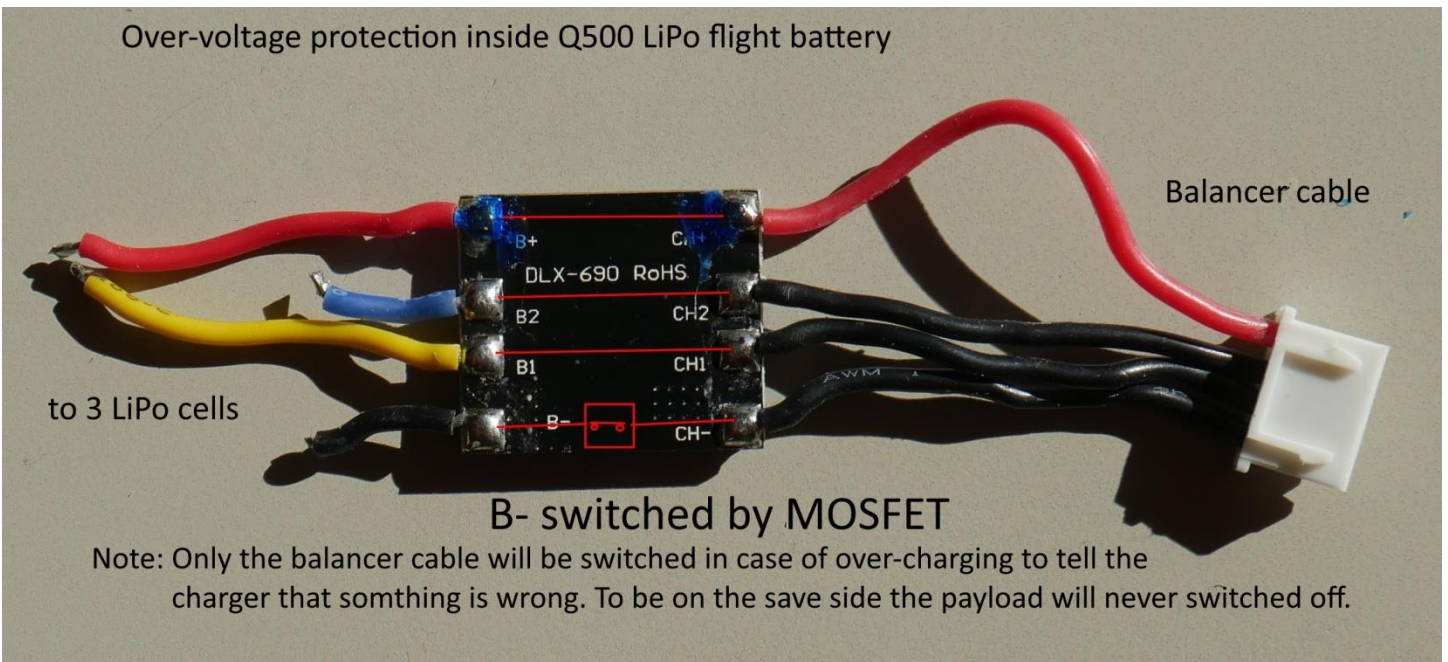 Over-voltage protection inside Q500 LiPo flight battery
Balancer cable
B+
DLX-690 RoHS
B2 CH2
B1 CH1
AWM
to 3 LiPo cells
B- CH-
B- switched by MOSFET
Note: Only the balancer cable will be switched in case of over-charging to tell the
charger that somthing is wrong. To be on the save side the payload will never switched off.